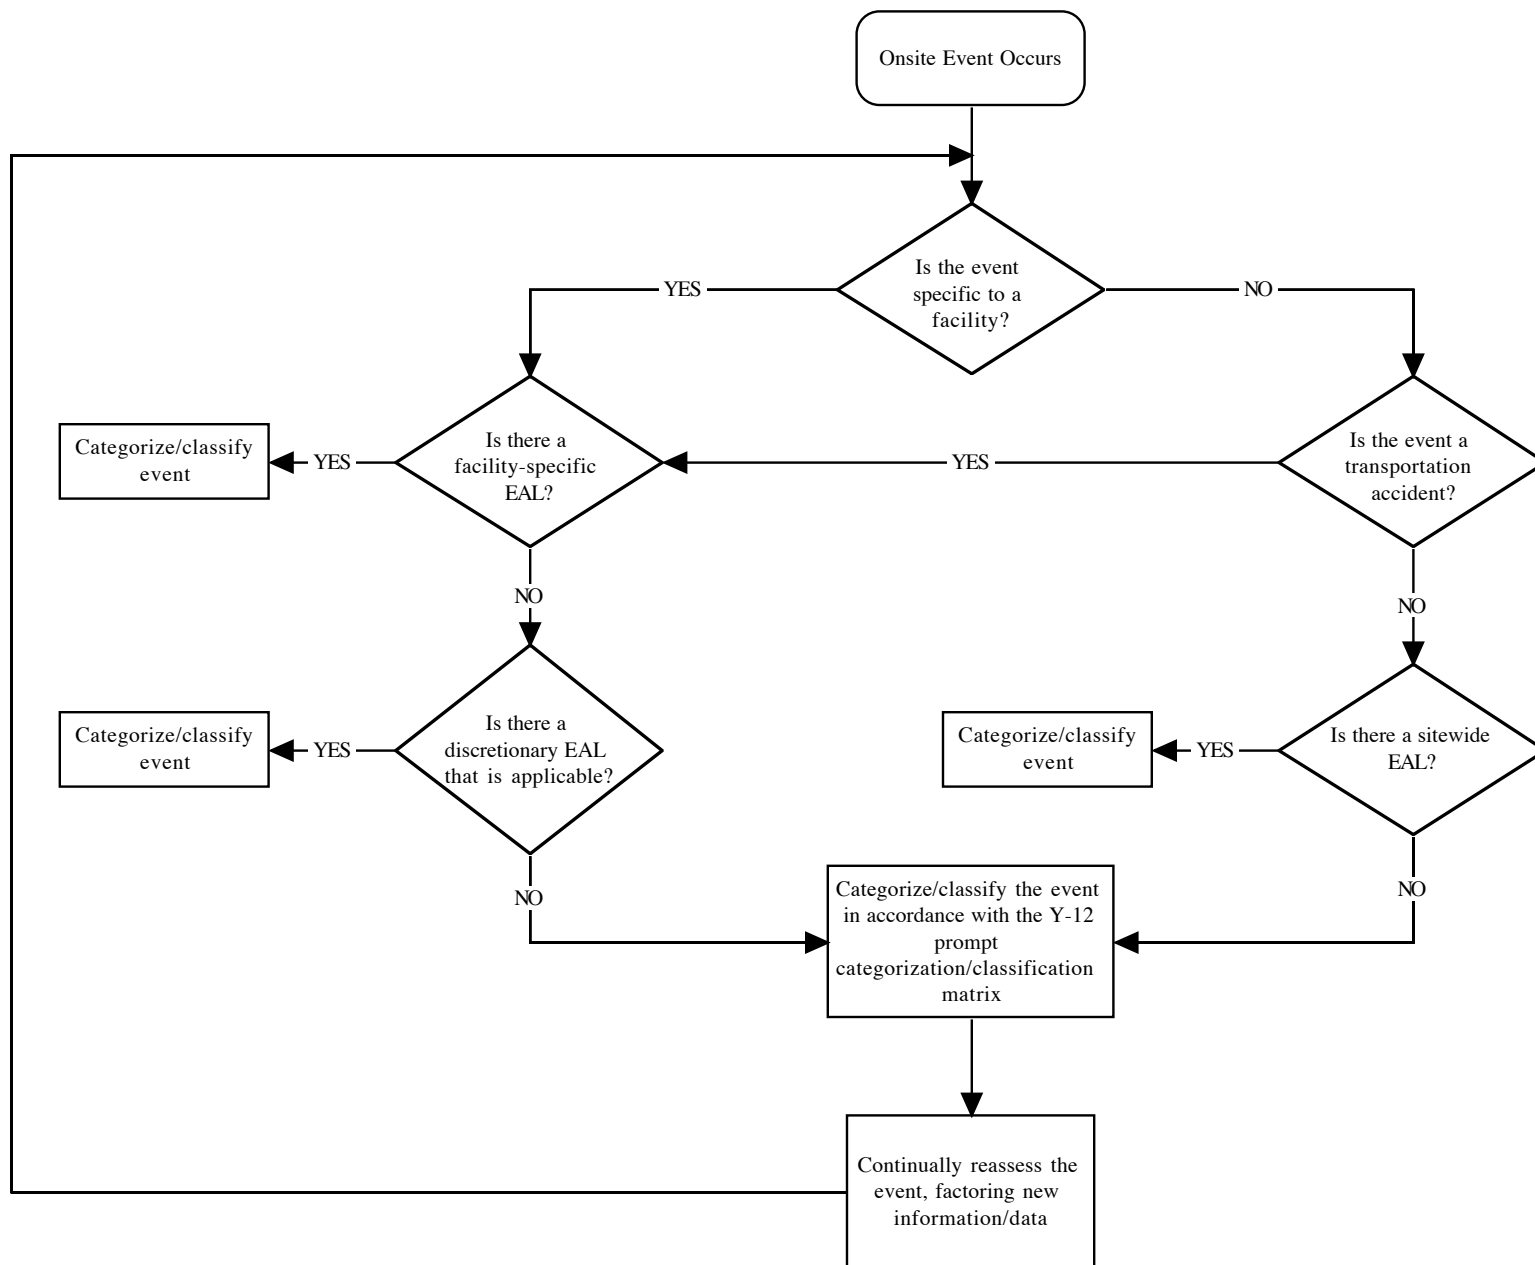 Onsite Event Occurs
Is the event
specific to a
facility?
YES
NO
Is there a
facility-specific
EAL?
YES
Categorize/classify
event
YES
Is the event a
transportation
accident?
NO
NO
Is there a
discretionary EAL
that is applicable?
YES
Categorize/classify
event
Is there a sitewide
EAL?
YES
Categorize/classify
event
NO
NO
Categorize/classify the event
in accordance with the Y-12
prompt
categorization/classification
matrix
Continually reassess the
event, factoring new
information/data